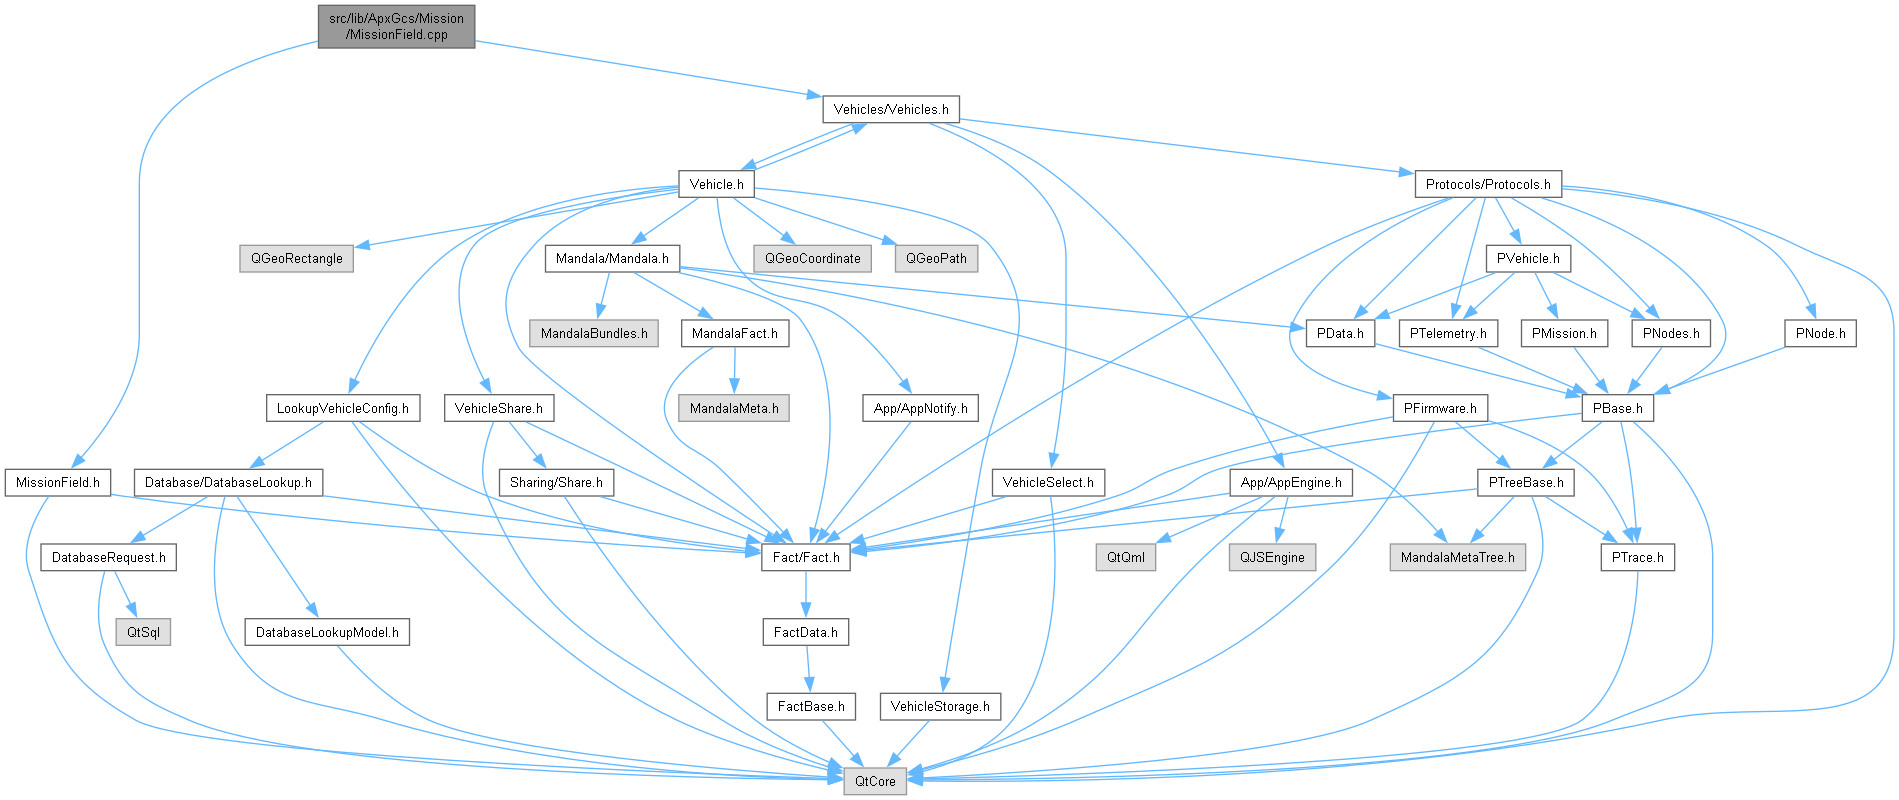 src/lib/ApxGcs/Mission
/MissionField.cpp
Vehicles/Vehicles.h
Vehicle.h
Protocols/Protocols.h
QGeoRectangle
Mandala/Mandala.h
QGeoCoordinate
QGeoPath
PVehicle.h
MandalaBundles.h
MandalaFact.h
PData.h
PTelemetry.h
PMission.h
PNodes.h
PNode.h
LookupVehicleConfig.h
VehicleShare.h
MandalaMeta.h
App/AppNotify.h
PFirmware.h
PBase.h
MissionField.h
Database/DatabaseLookup.h
Sharing/Share.h
VehicleSelect.h
App/AppEngine.h
PTreeBase.h
DatabaseRequest.h
Fact/Fact.h
QtQml
QJSEngine
MandalaMetaTree.h
PTrace.h
QtSql
DatabaseLookupModel.h
FactData.h
FactBase.h
VehicleStorage.h
QtCore